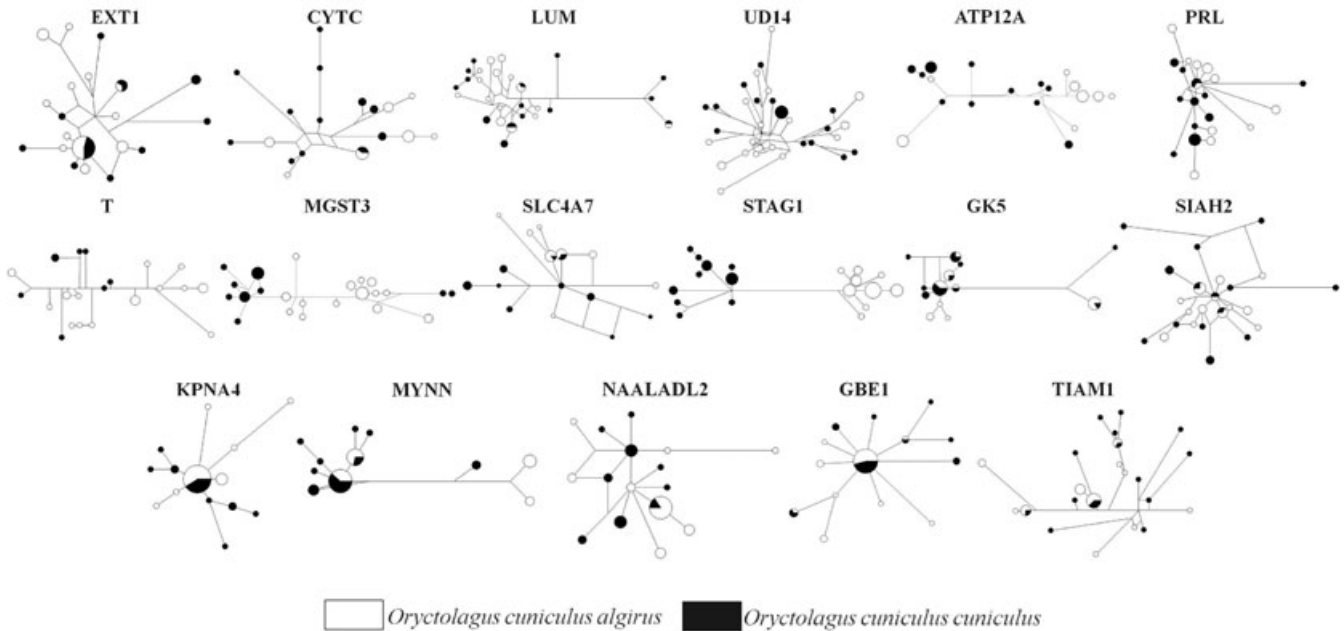 EXT1 CYTC LUM UD14 ATP12A PRL
T MGST3 SLC4A7 STAG1 GK5 SIAH2
KPNA4 MYNN NAALADL2 GBE1 TIAM1
Oryctolagus cuniculus algirus Oryctolagus cuniculus cuniculus